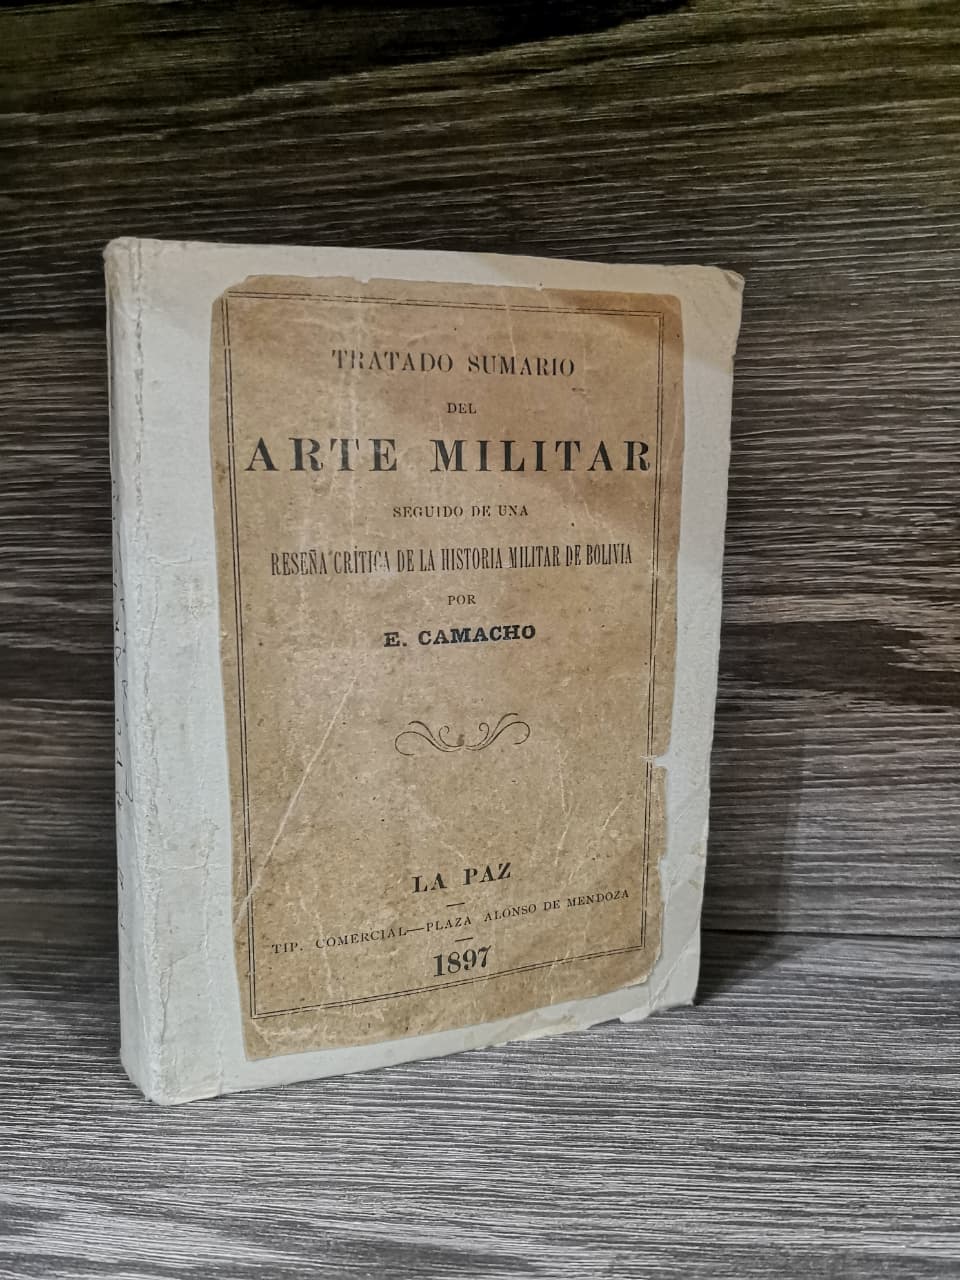 TRATADO SUMARIO
DEL
ARTE MILITAR
SEGUIDO DE UNA
RESEÑA CRÍTICA DE LA HISTORIA MILITAR DE BOLIVIA
POR
E. CAMACHO
LA PAZ
TIP. COMERCIAL—PLAZA ALONSO DE MENDOZA
1897